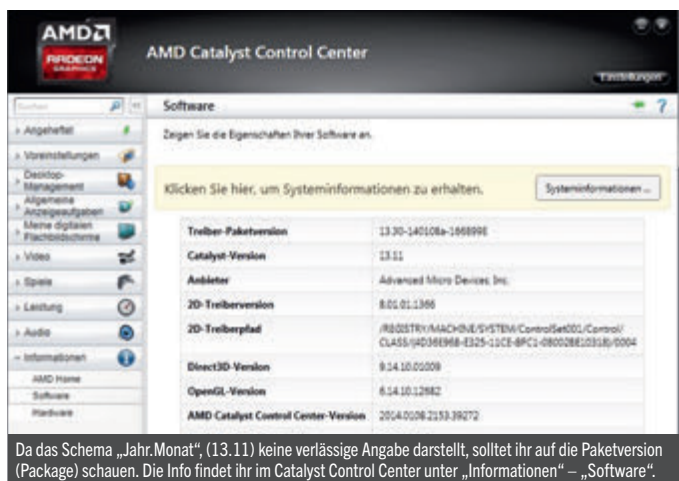 AMD
RADEON
GRAPHICS
AMD Catalyst Control Center
Einstellungen
Suchen
Software
Angeheftet
Zeigen Sie die Eigenschaften Ihrer Software an.
Voreinstellungen
Desktop-
Management
Klicken Sie hier, um Systeminformationen zu erhalten.
Systeminformationen ...
Allgemeine
Anzeigeaufgaben
Meine digitalen
Flachbildschirme
Video
Spiele
Leistung
Audio
Informationen
AMD Home
Software
Hardware
Treiber-Paketversion 13.30-140108a-166899E
Catalyst-Version 13.11
Anbieter Advanced Micro Devices, Inc.
2D-Treiberversion 8.01.01.1366
2D-Treiberpfad /REGISTRY/MACHINE/SYSTEM/ControlSet001/Control/
CLASS/{4D36E968-E325-11CE-BFC1-08002BE10318}/0004
Direct3D-Version 9.14.10.01009
OpenGL-Version 6.14.10.12682
AMD Catalyst Control Center-Version 2014.0108.2153.39272
Da das Schema „Jahr.Monat“, (13.11) keine verlässige Angabe darstellt, solltet ihr auf die Paketversion
(Package) schauen. Die Info findet ihr im Catalyst Control Center unter „Informationen“ – „Software“.